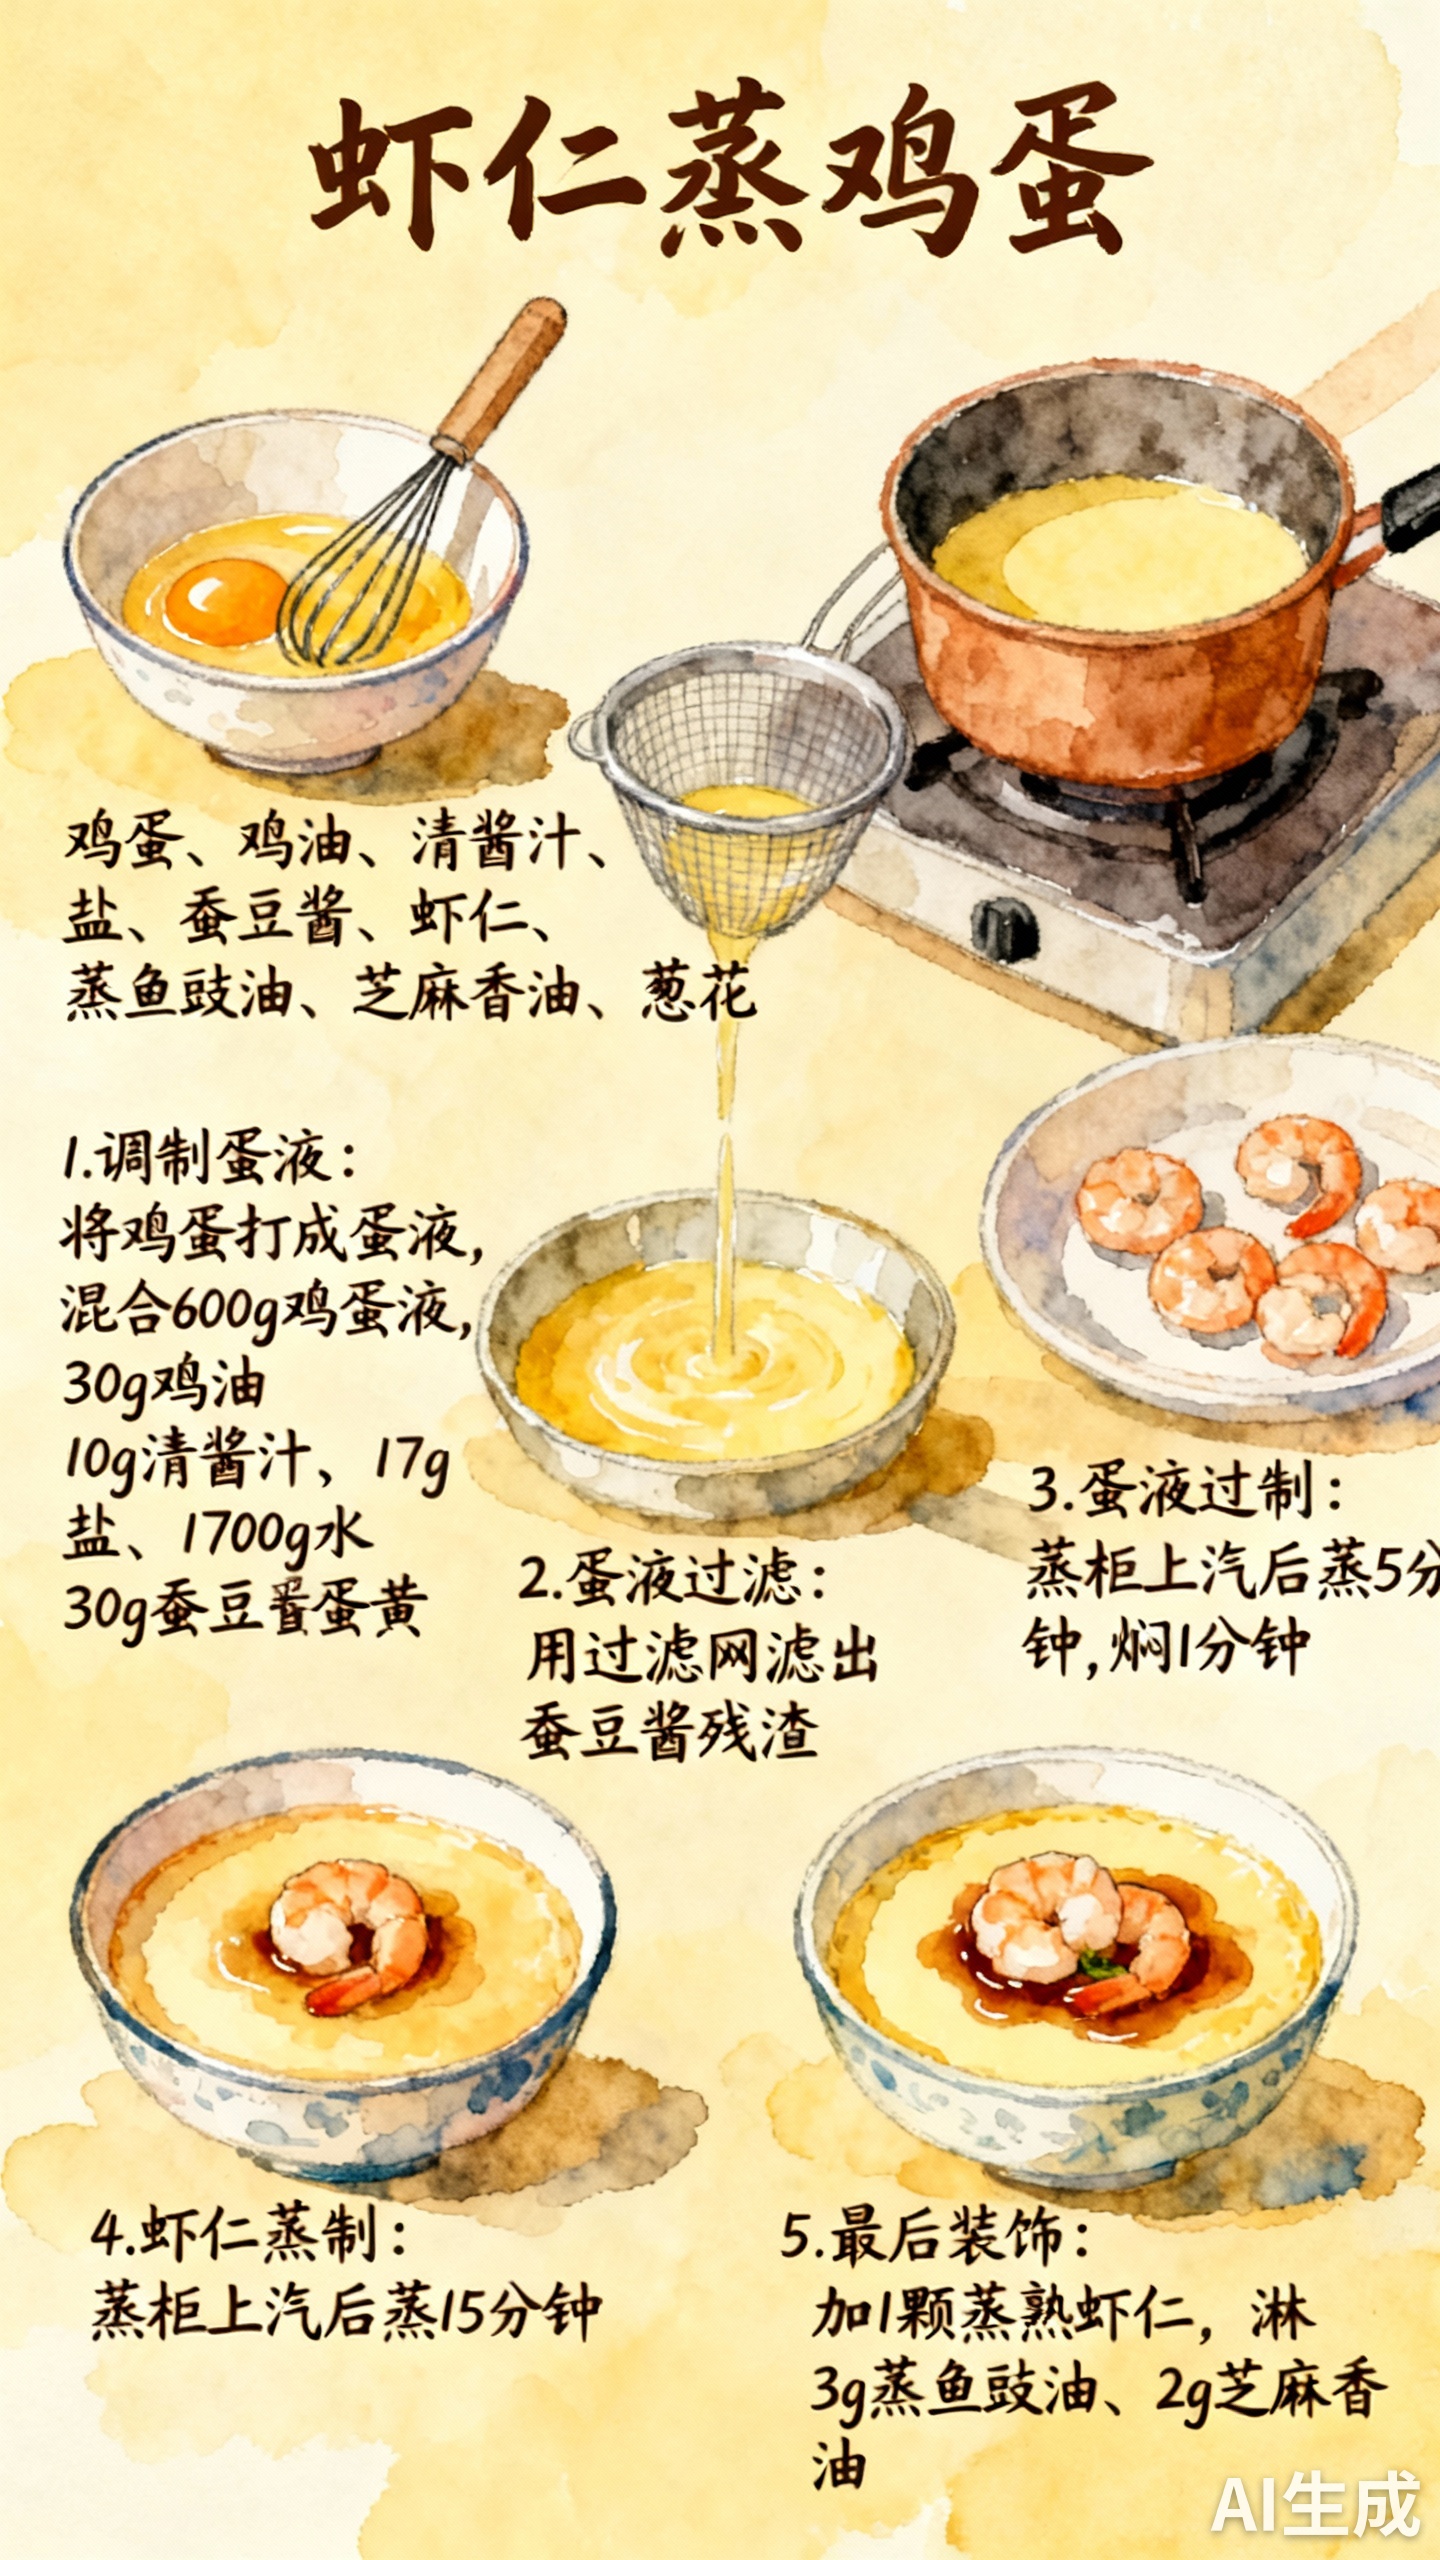 虾仁蒸鸡蛋
鸡蛋、鸡油、清酱汁、
盐、蚕豆酱、虾仁、
蒸鱼豉油、芝麻香油、葱花
1.调制蛋液：
将鸡蛋打成蛋液，
混合600g鸡蛋液，
30g鸡油
10g清酱汁，17g
盐、1700g水
30g蚕豆蛋黄
2.蛋液过滤：
用过滤网滤出
蚕豆酱残渣
3.蛋液过制：
蒸柜上汽后蒸5分
钟，焖1分钟
4.虾仁蒸制：
蒸柜上汽后蒸15分钟
5.最后装饰：
加1颗蒸熟虾仁，淋
3g蒸鱼豉油、2g芝麻香
油
AI生成